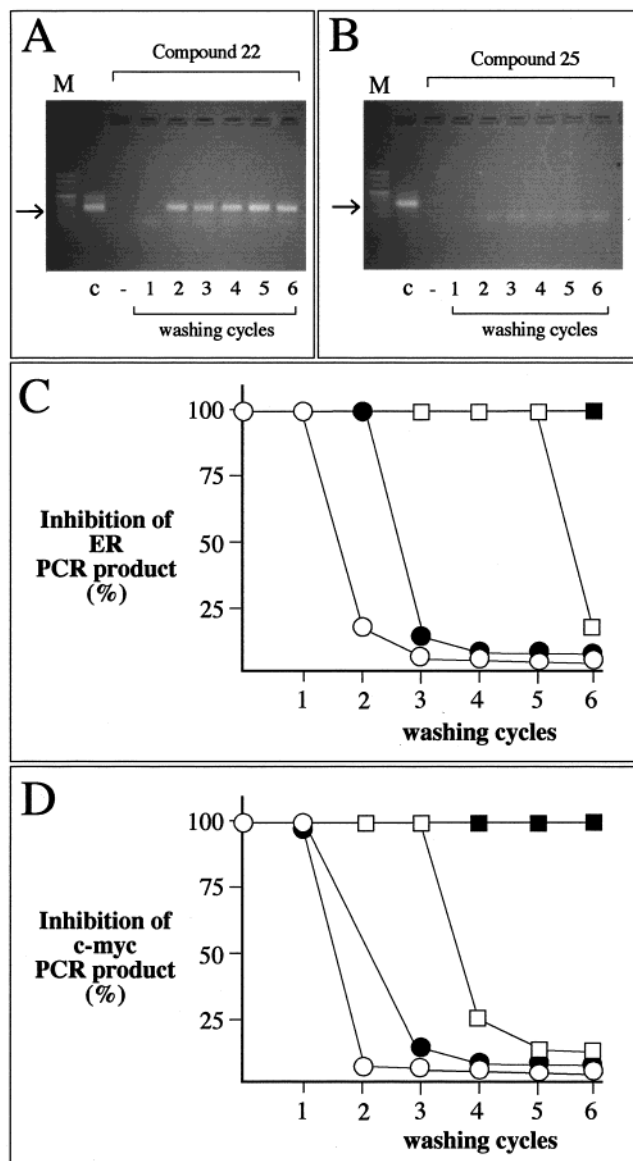 A
Compound 22
M
c - 1 2 3 4 5 6
washing cycles
B
Compound 25
M
c - 1 2 3 4 5 6
washing cycles
C
100
75
50
25
Inhibition of
ER
PCR product
(%)
1 2 3 4 5 6
washing cycles
D
100
75
50
25
Inhibition of
c-myc
PCR product
(%)
1 2 3 4 5 6
washing cycles